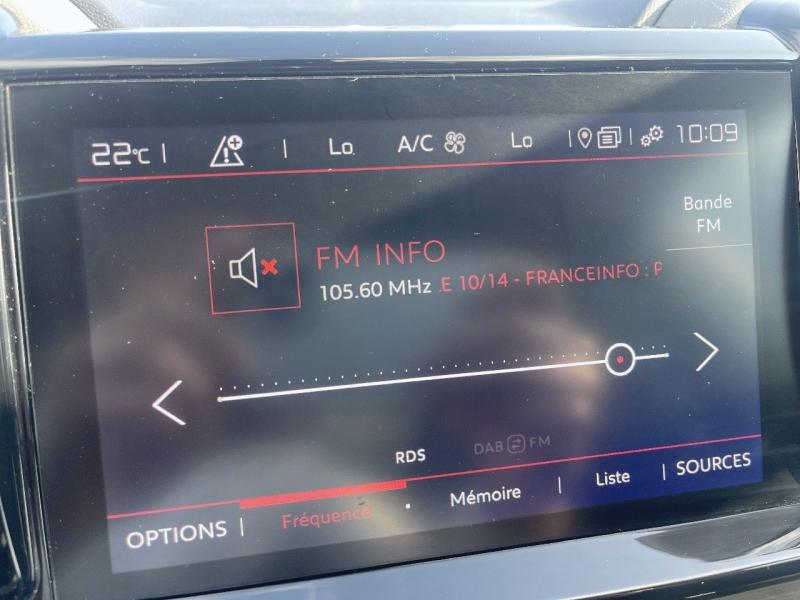 22°C | | Lo A/C Lo | | 10:09
Bande
FM
FM INFO
105.60 MHz .E 10/14 - FRANCEINFO : P
RDS DAB FM
OPTIONS | Fréquence Mémoire | Liste | SOURCES